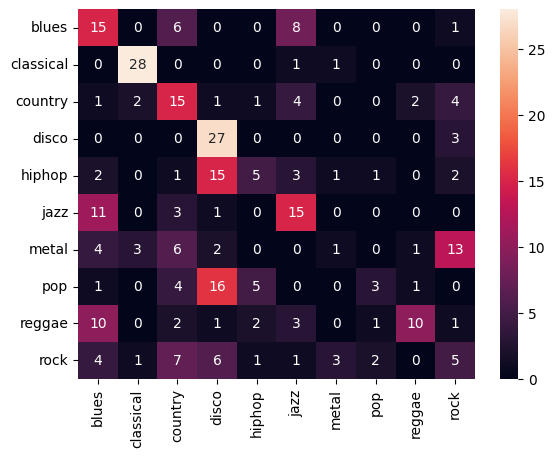 blues 15 0 6 0 0 8 0 0 0 1
classical 0 28 0 0 0 1 1 0 0 0
country 1 2 15 1 1 4 0 0 2 4
disco 0 0 0 27 0 0 0 0 0 3
hiphop 2 0 1 15 5 3 1 1 0 2
jazz 11 0 3 1 0 15 0 0 0 0
metal 4 3 6 2 0 0 1 0 1 13
pop 1 0 4 16 5 0 0 3 1 0
reggae 10 0 2 1 2 3 0 1 10 1
rock 4 1 7 6 1 1 3 2 0 5
blues classical country disco hiphop jazz metal pop reggae rock
25
20
15
10
5
0